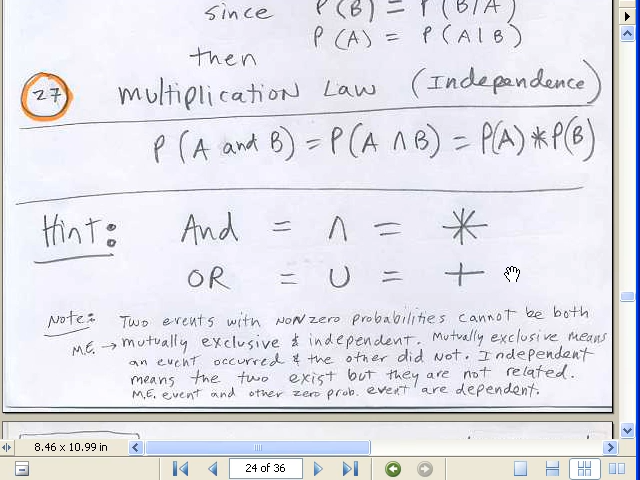 since P(B) = P(B/A)
P(A) = P(A|B)
then
27 Multiplication Law (Independence)
P(A and B) = P(A ∩ B) = P(A) * P(B)
Hint: And = ∩ = *
OR = ∪ = +
Note: Two events with nonzero probabilities cannot be both
M.E. → mutually exclusive & independent. Mutually exclusive means
an event occurred & the other did not. Independent
means the two exist but they are not related.
M.E. event and other zero prob. event are dependent.
8.46 x 10.99 in
24 of 36